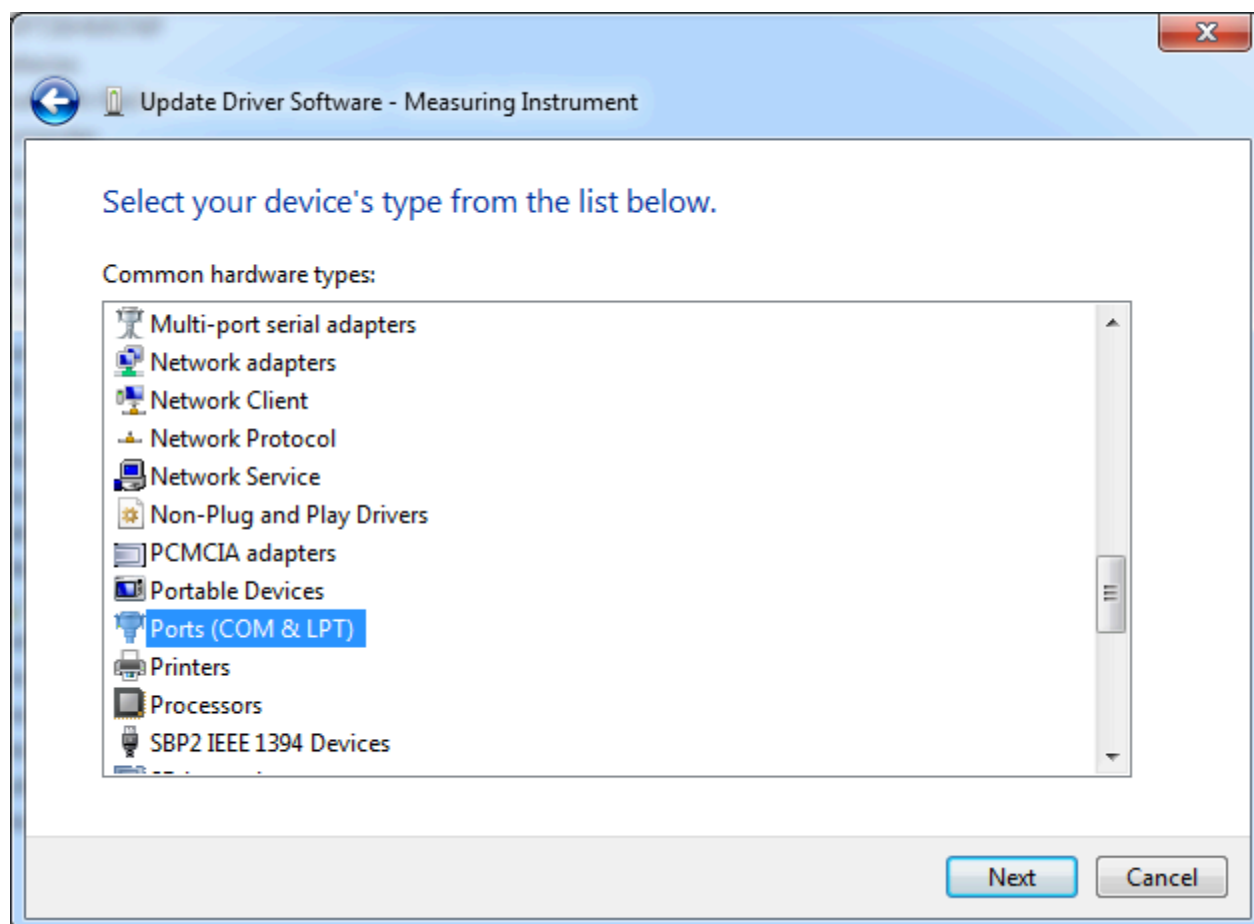 Update Driver Software - Measuring Instrument
Select your device's type from the list below.
Common hardware types:
Multi-port serial adapters
Network adapters
Network Client
Network Protocol
Network Service
Non-Plug and Play Drivers
PCMCIA adapters
Portable Devices
Ports (COM & LPT)
Printers
Processors
SBP2 IEEE 1394 Devices
Next
Cancel